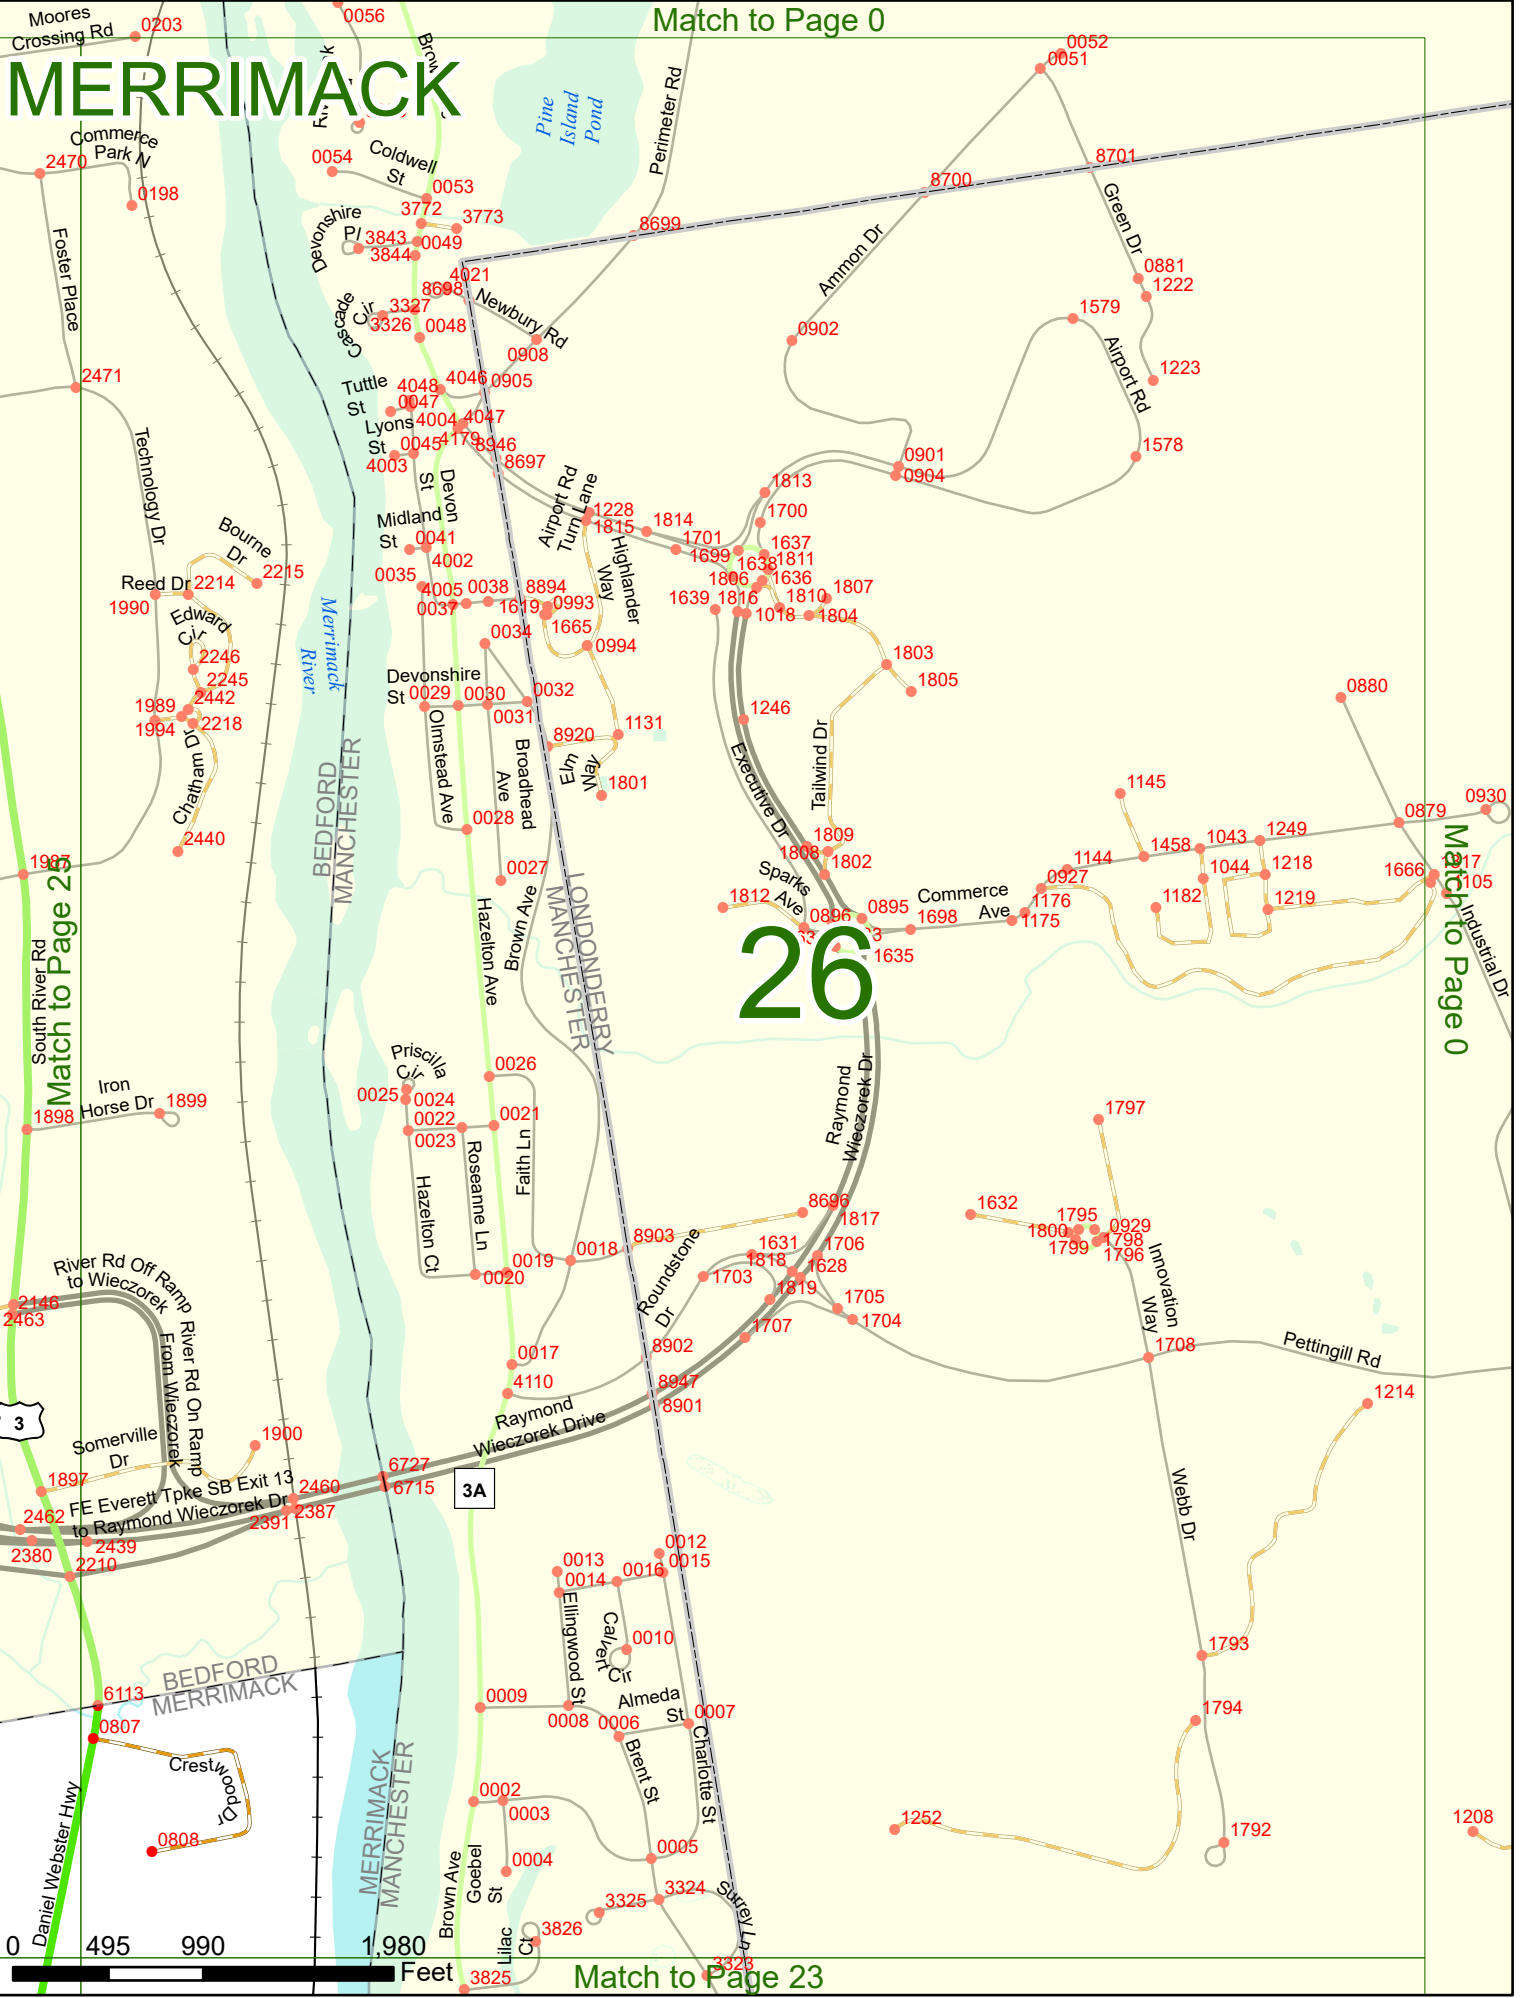 Match to Page 0
MERRIMACK
Moores
Crossing Rd
0203
0056
0052
0051
Pine
Island
Pond
Perimeter Rd
Commerce
Park N
2470
0198
Coldwell
St
0054
0053
3772
3773
8701
8700
8699
Devonshire
Pl
3843
0049
3844
Foster Place
Green Dr
Ammon Dr
0881
1222
4021
8698
Newbury Rd
Cascade
Cir
3327
3326
0048
0908
0902
1579
Airport Rd
1223
2471
Tuttle
St
4048
0047
4046
0905
Lyons
St
4004
4047
0045
4179
8946
4003
8697
0901
0904
1578
Technology Dr
St
Devon
Airport Rd
Turn Lane
1813
1700
1228
1815
1814
1701
1699
1637
1638
1811
Midland
St
0041
4002
Bourne
Dr
2215
Reed Dr
2214
1990
0035
4005
0038
0037
8894
1619
0993
1665
Highlander
Way
1806
1636
1807
1639
1816
1810
1018
1804
Edward
Cir
2246
2245
2442
1989
1994
2218
Chatham Dr
2440
Merrimack
River
0034
0994
1803
1805
Devonshire
St
0029
0030
0032
0031
0880
1246
8920
1131
Elm
Way
1801
Olmstead Ave
Broadhead
Ave
Executive Dr
Tailwind Dr
BEDFORD
MANCHESTER
0028
0027
1145
0930
0879
1809
1808
1802
1458
1043
1249
1144
1044
1218
1666
0927
1182
1219
1176
1175
1987
Match to Page 25
South River Rd
Sparks
Ave
1812
0896
0895
1698
Commerce
Ave
1635
26
Match to Page 0
Industrial Dr
Hazelton Ave
Brown Ave
LONDONDERRY
MANCHESTER
Raymond
Wieczorek Dr
Iron
Horse Dr
1898
1899
Priscilla
Cir
0025
0024
0026
0022
0023
0021
Hazelton Ct
Roseanne Ln
Faith Ln
1797
1632
1795
0929
1800
1798
1799
1796
8696
1817
8903
0018
0019
0020
Roundstone
Dr
1631
1818
1706
1628
1703
1819
1705
1704
1707
Innovation
Way
River Rd Off Ramp
to Wieczorek
2146
2463
River Rd On Ramp
From Wieczorek
0017
4110
8902
8947
8901
1708
Pettingill Rd
1214
3
Raymond
Wieczorek Drive
Somerville
Dr
1900
1897
FE Everett Tpke SB Exit 13
to Raymond Wieczorek Dr
2460
2391
2387
6727
6715
3A
2462
2380
2439
2210
Webb Dr
0012
0013
0015
0014
0016
Ellingwood St
Calvert
Cir
0010
1793
BEDFORD
MERRIMACK
6113
0807
0009
0008
Almeda
St
0006
0007
1794
Crestwood Dr
0808
Brent St
Charlotte St
MERRIMACK
MANCHESTER
0002
0003
1252
1792
1208
Daniel Webster Hwy
Brown Ave
Goebel
St
0004
0005
3324
3325
Surrey Ln
3826
Lilac
Ct
3323
3825
0
495
990
1,980
Feet
Match to Page 23